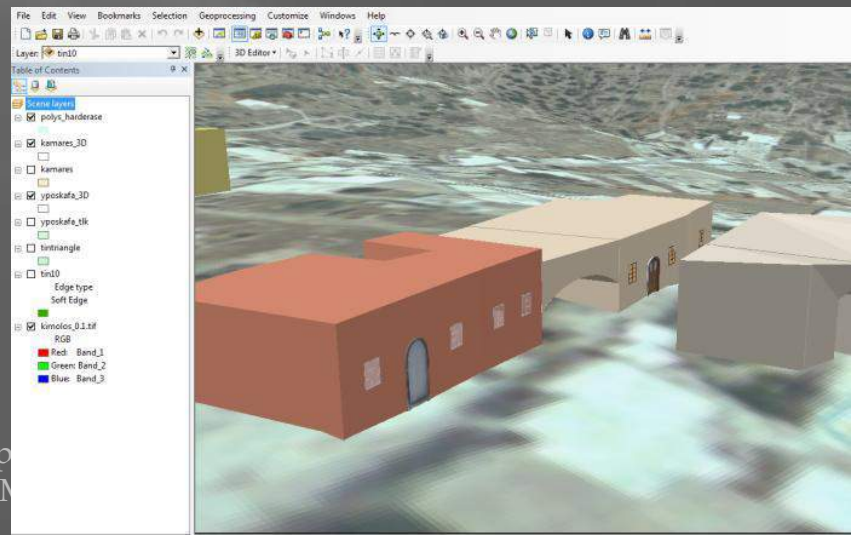 File Edit View Bookmarks Selection Geoprocessing Customize Windows Help
Layer: tin10 3D Editor
Table of Contents
Scene layers
polys_harderase
kamares_3D
kamares
yposkafa_3D
yposkafa_tlk
tintriangle
tin10
Edge type
Soft Edge
kimolos_0.1.tif
RGB
Red: Band_1
Green: Band_2
Blue: Band_3